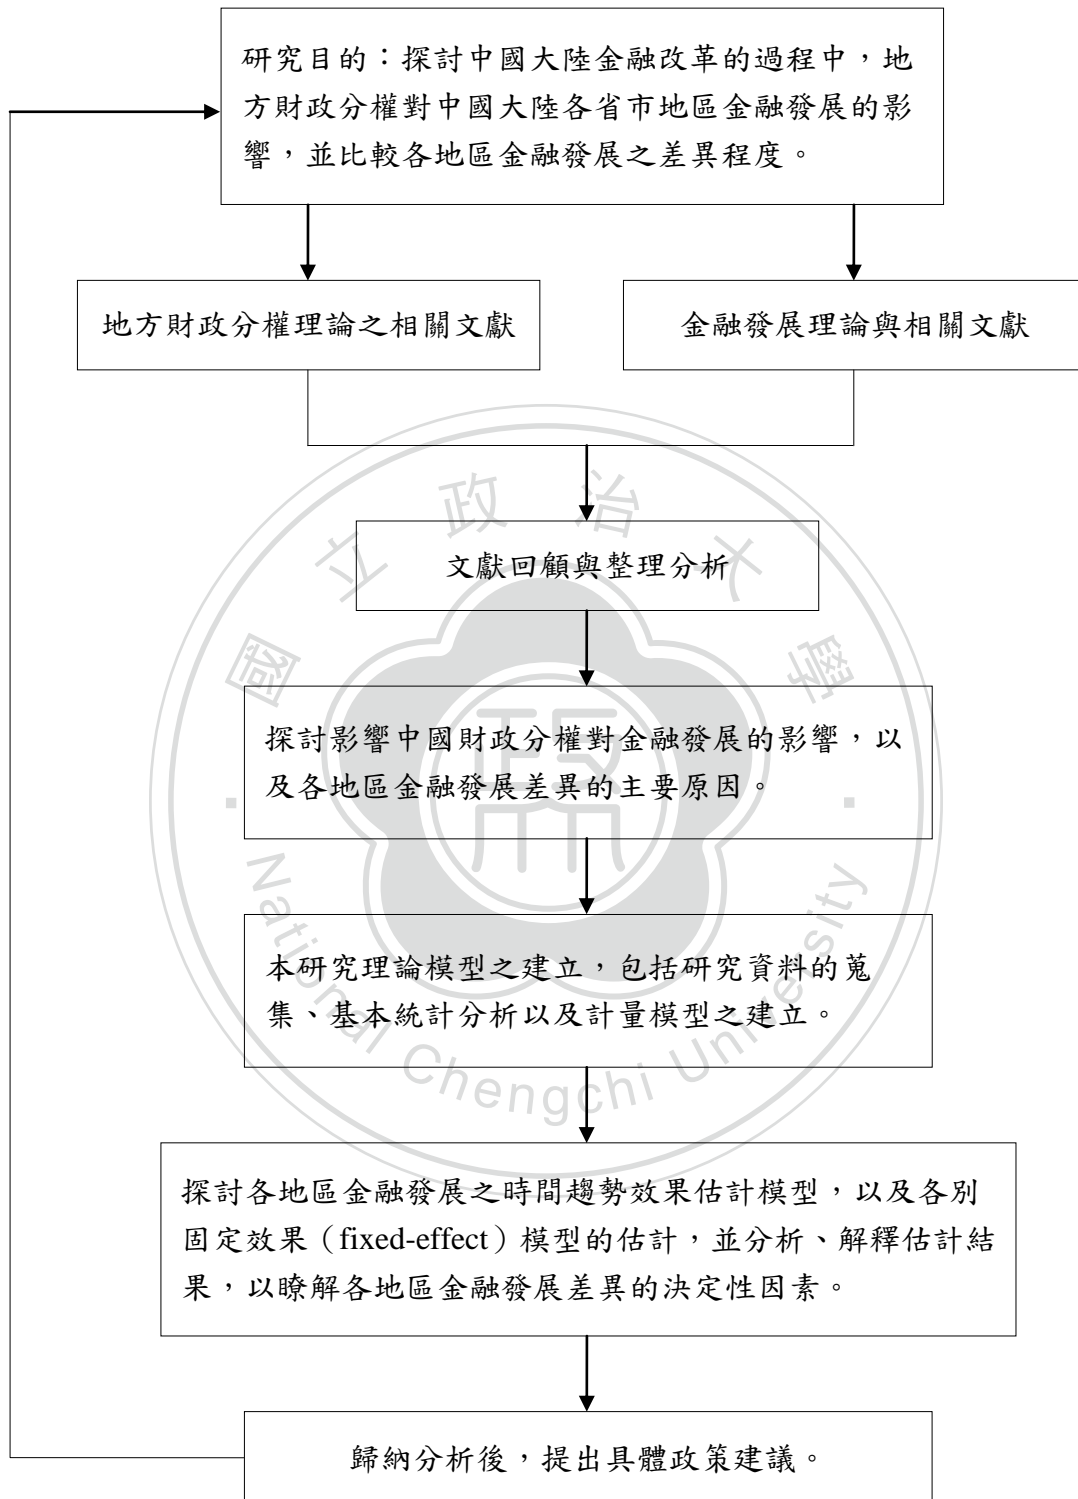 研究目的：探討中國大陸金融改革的過程中，地
方財政分權對中國大陸各省市地區金融發展的影
響，並比較各地區金融發展之差異程度。
地方財政分權理論之相關文獻
金融發展理論與相關文獻
文獻回顧與整理分析
探討影響中國財政分權對金融發展的影響，以
及各地區金融發展差異的主要原因。
本研究理論模型之建立，包括研究資料的蒐
集、基本統計分析以及計量模型之建立。
探討各地區金融發展之時間趨勢效果估計模型，以及各別
固定效果（fixed-effect）模型的估計，並分析、解釋估計結
果，以瞭解各地區金融發展差異的決定性因素。
歸納分析後，提出具體政策建議。
國立政治大學
National Chengchi University